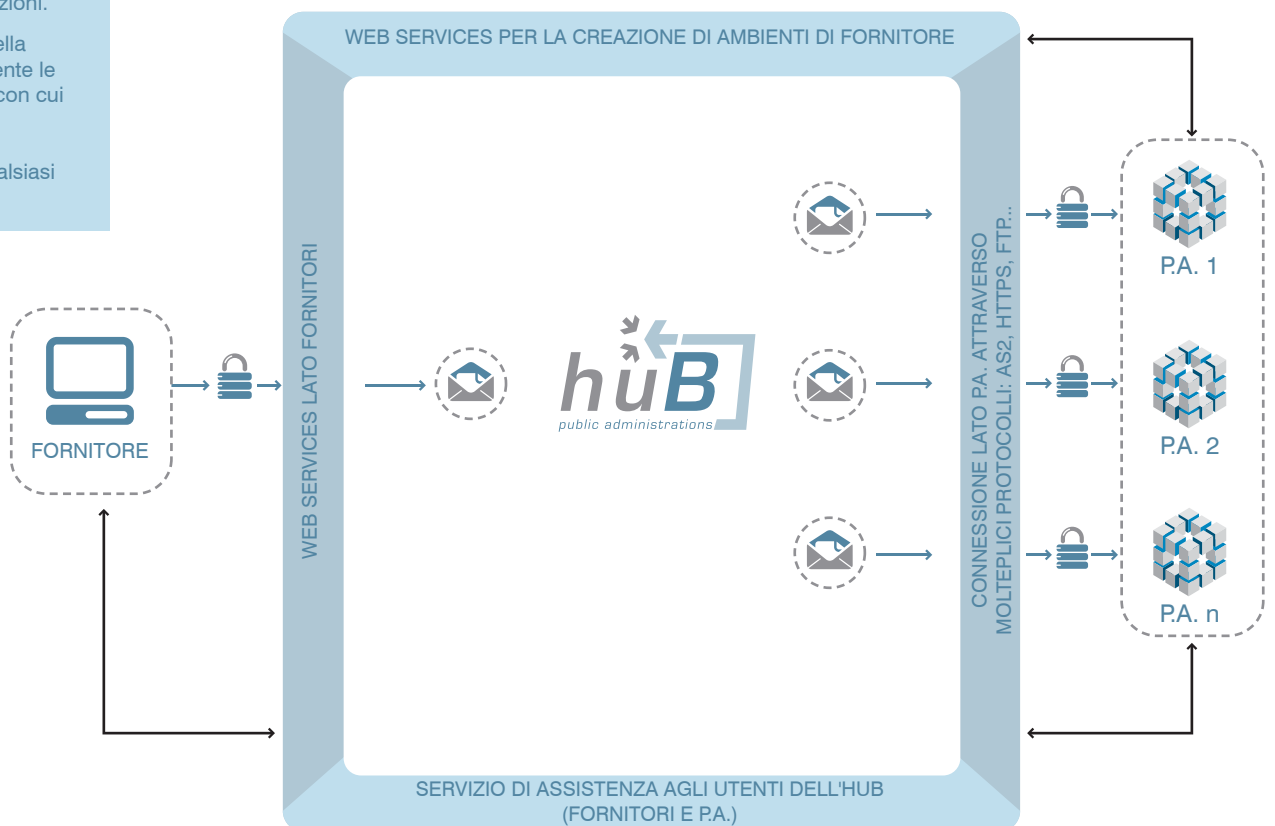 zioni.
ella
ente le
con cui
alsiasi
WEB SERVICES PER LA CREAZIONE DI AMBIENTI DI FORNITORE
WEB SERVICES LATO FORNITORI
FORNITORE
huB
public administrations
CONNESSIONE LATO P.A. ATTRAVERSO
MOLTEPLICI PROTOCOLLI: AS2, HTTPS, FTP...
P.A. 1
P.A. 2
P.A. n
SERVIZIO DI ASSISTENZA AGLI UTENTI DELL'HUB
(FORNITORI E P.A.)